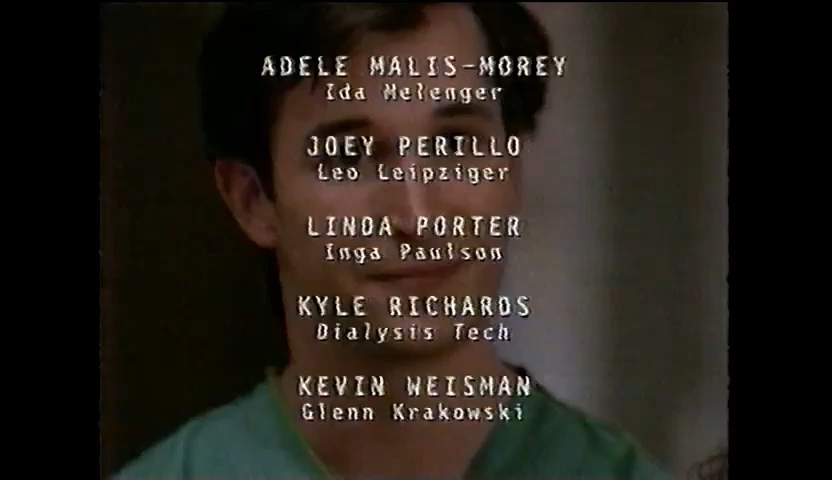 ADELE MALIS-MOREY
Ida Melenger
JOEY PERILLO
Leo Leipziger
LINDA PORTER
Inga Paulson
KYLE RICHARDS
Dialysis Tech
KEVIN WEISMAN
Glenn Krakowski